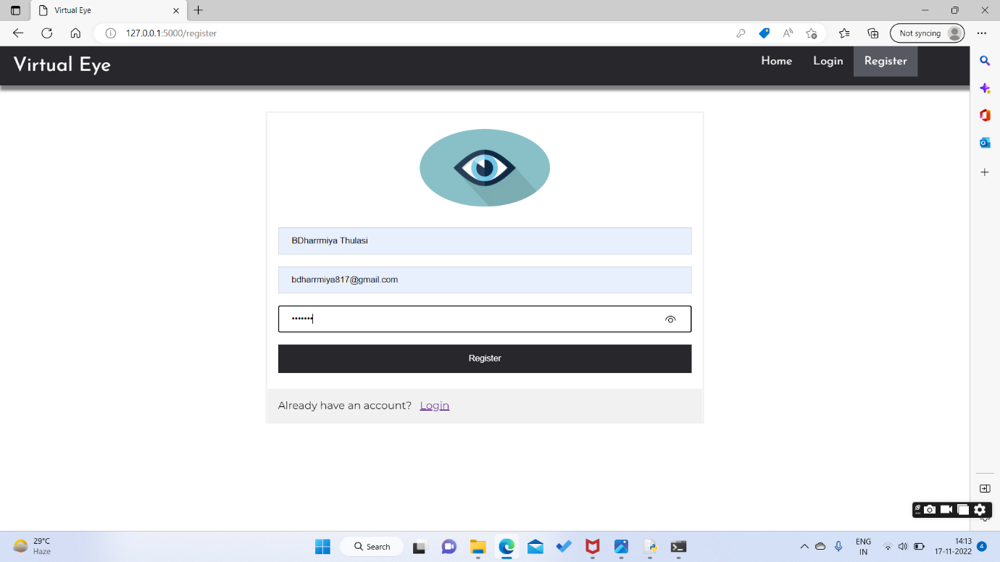 Virtual Eye
127.0.0.1:5000/register
Not syncing
Virtual Eye
Home Login Register
BDharrmiya Thulasi
bdharrmiya817@gmail.com
•••••••
Register
Already have an account? Login
29°C
Haze
Search
ENG
IN
14:13
17-11-2022
4